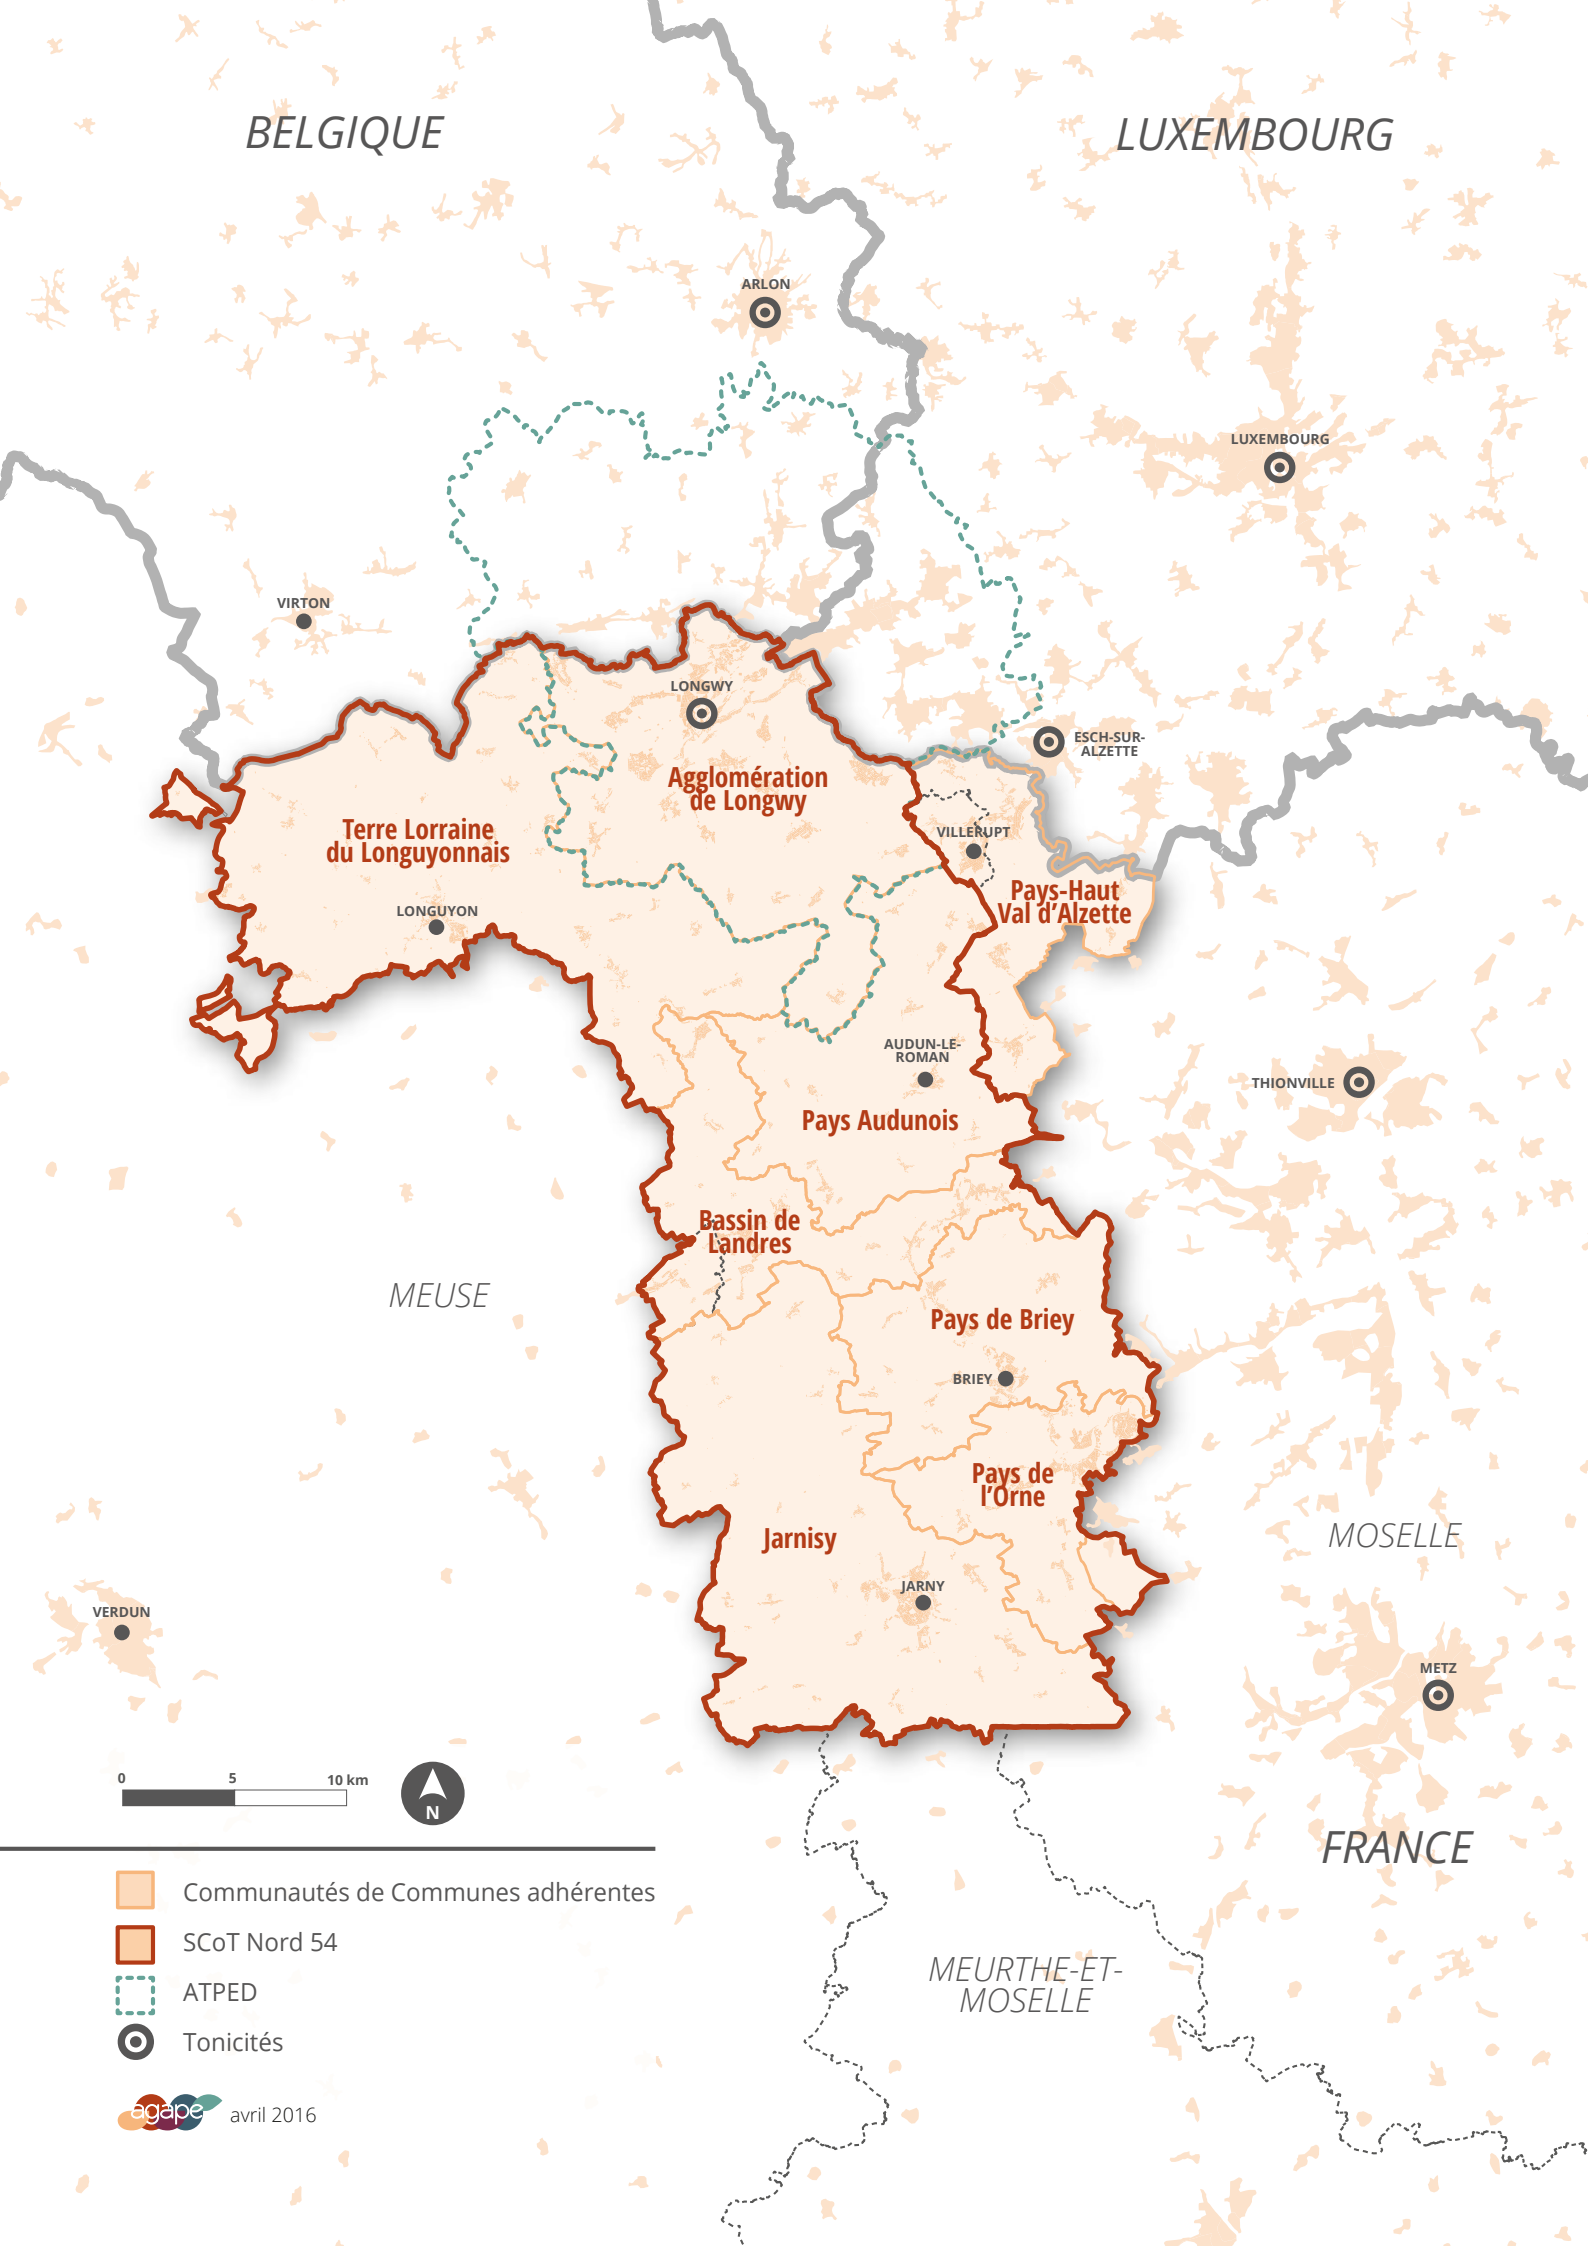 BELGIQUE
LUXEMBOURG
ARLON
LUXEMBOURG
VIRTON
LONGWY
ESCH-SUR-
ALZETTE
Agglomération
de Longwy
Terre Lorraine
du Longuyonnais
VILLERUPT
Pays-Haut
Val d’Alzette
LONGUYON
AUDUN-LE-
ROMAN
THIONVILLE
Pays Audunois
Bassin de
Landres
MEUSE
Pays de Briey
BRIEY
Pays de
l’Orne
Jarnisy
MOSELLE
JARNY
VERDUN
METZ
0 5 10 km
N
FRANCE
Communautés de Communes adhérentes
SCoT Nord 54
ATPED
Tonicités
MEURTHE-ET-
MOSELLE
agape avril 2016